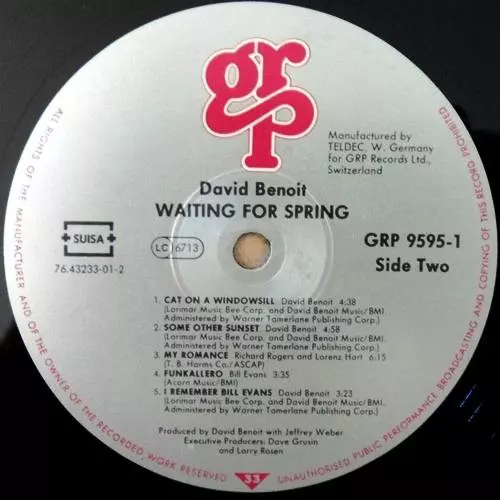 grp
Manufactured by
TELDEC, W. Germany
for GRP Records Ltd.,
Switzerland
David Benoit
WAITING FOR SPRING
SUISA
76.43233-01-2
LC 6713
GRP 9595-1
Side Two
1. CAT ON A WINDOWSILL David Benoit 4:38
(Lorimar Music Bee Corp. and David Benoit Music/BMI.
Administered by Warner Tamerlane Publishing Corp.)
2. SOME OTHER SUNSET David Benoit 4:58
(Lorimar Music Bee Corp. and David Benoit Music/BMI.
Administered by Warner Tamerlane Publishing Corp.)
3. MY ROMANCE Richard Rogers and Lorenz Hart 6:15
(T. B. Harms Co./ASCAP)
4. FUNKALLERO Bill Evans 3:35
(Acorn Music/BMI)
5. I REMEMBER BILL EVANS David Benoit 3:23
(Lorimar Music Bee Corp. and David Benoit Music/BMI.
Administered by Warner Tamerlane Publishing Corp.)
Produced by David Benoit with Jeffrey Weber
Executive Producers: Dave Grusin
and Larry Rosen
ALL RIGHTS OF THE MANUFACTURER AND OF THE OWNER OF THE RECORDED WORK RESERVED
33
UNAUTHORISED PUBLIC PERFORMANCE BROADCASTING AND COPYING OF THIS RECORD PROHIBITED